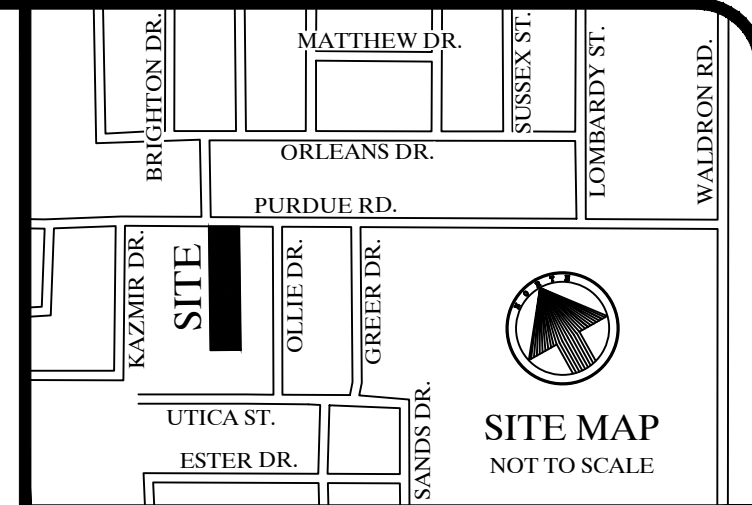 MATTHEW DR.
BRIGHTON DR.
SUSSEX ST.
LOMBARDY ST.
WALDRON RD.
ORLEANS DR.
PURDUE RD.
KAZMIR DR.
SITE
OLLIE DR.
GREER DR.
NORTH
UTICA ST.
ESTER DR.
SANDS DR.
SITE MAP
NOT TO SCALE